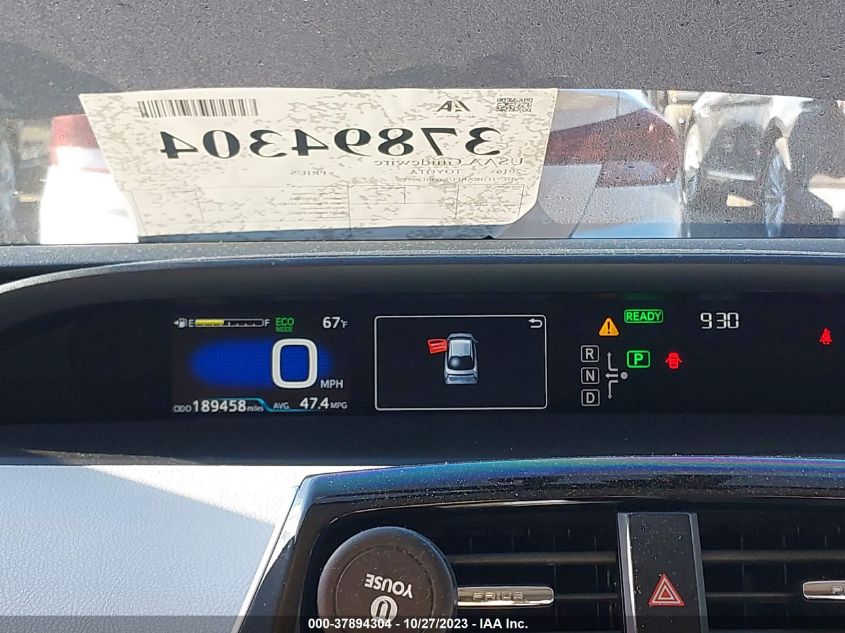 37894304
USAA Guidewire
2016 TOYOTA PRIUS
E F ECO MODE 67°F
0 MPH
ODO 189458 miles AVG. 47.4 MPG
READY
930
R
N
P
D
YOUSE
PRIUS
000-37894304 / 10/27/2023 - IAA Inc.